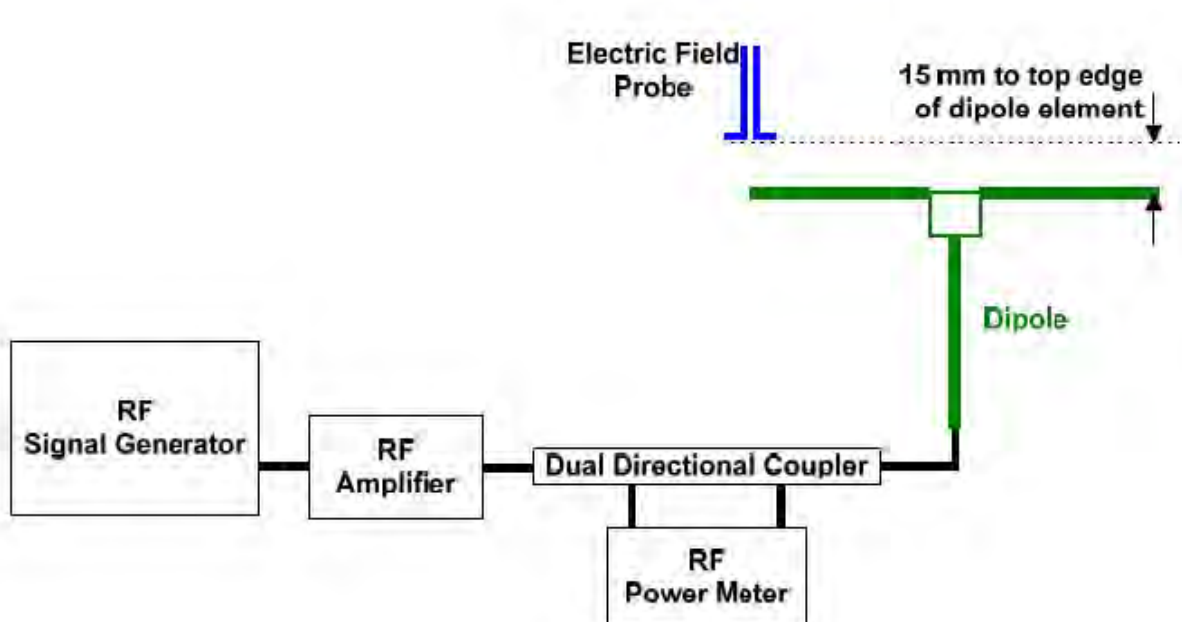 Electric Field
Probe
15 mm to top edge
of dipole element
Dipole
RF
Signal Generator
RF
Amplifier
Dual Directional Coupler
RF
Power Meter